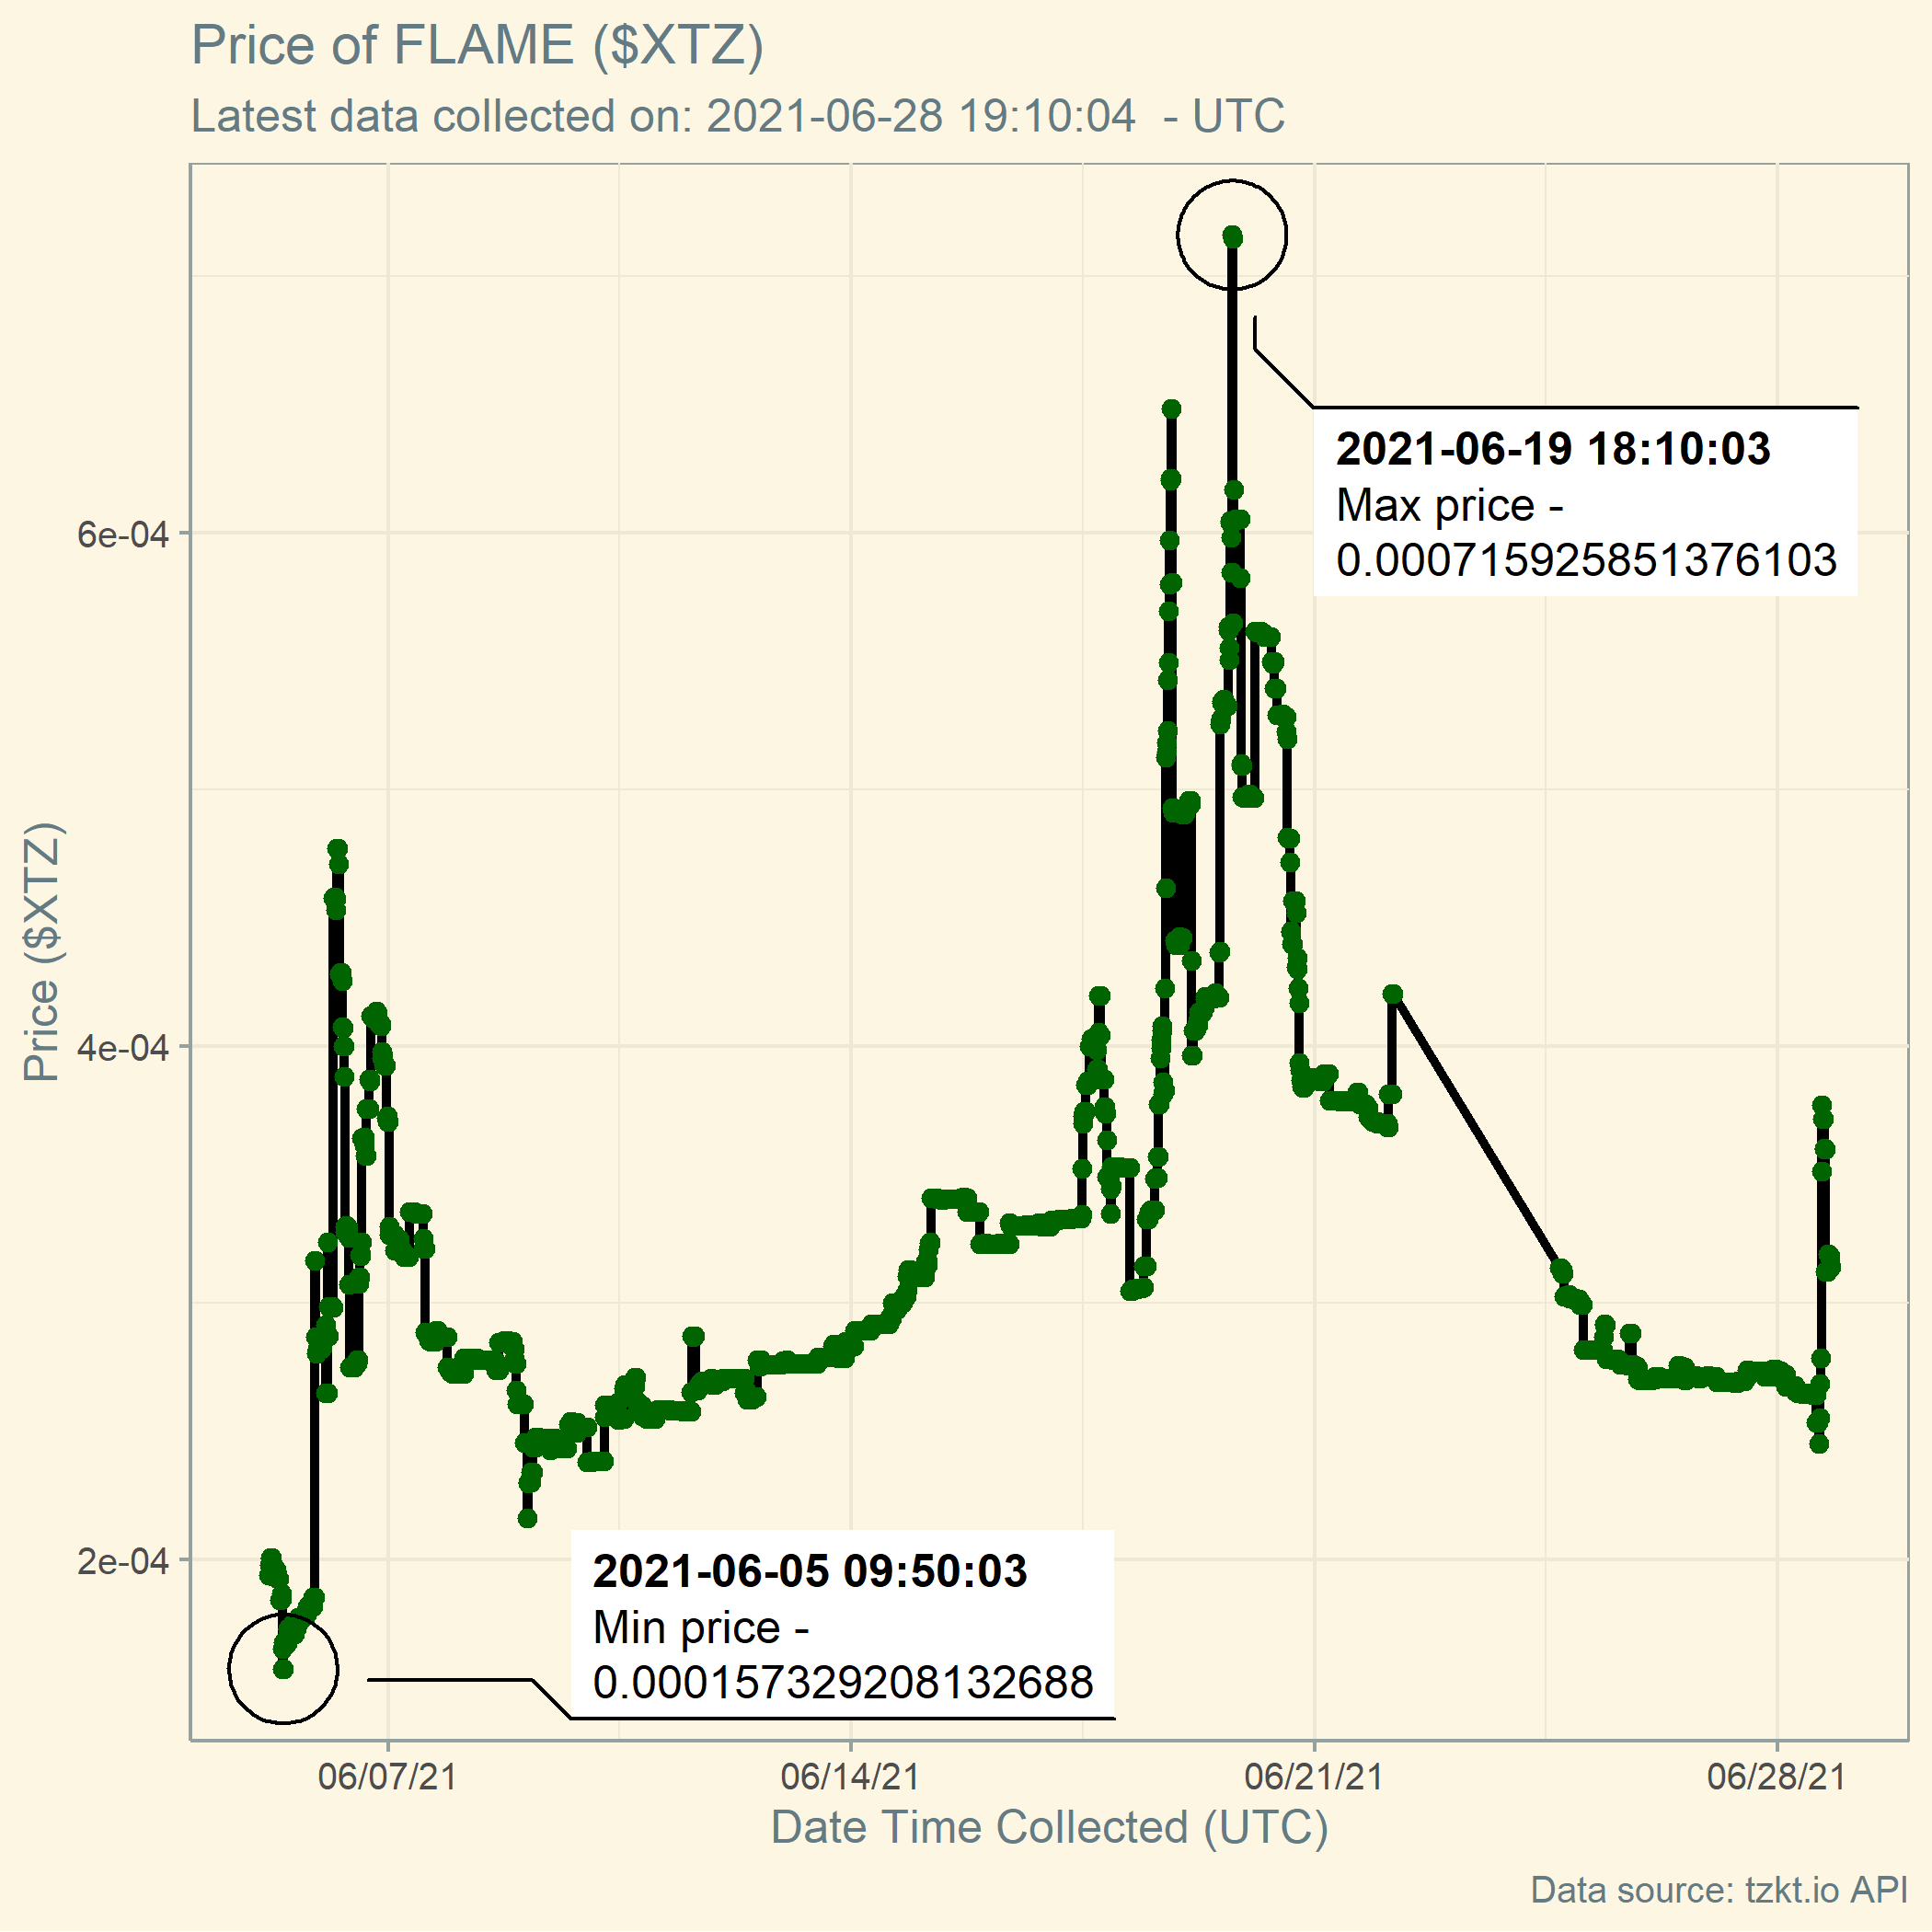 Price of FLAME ($XTZ)
Latest data collected on: 2021-06-28 19:10:04  - UTC
2021-06-19 18:10:03
Max price -
0.000715925851376103
6e-04
Price ($XTZ)
4e-04
2e-04
2021-06-05 09:50:03
Min price -
0.000157329208132688
06/07/21
06/14/21
06/21/21
06/28/21
Date Time Collected (UTC)
Data source: tzkt.io API